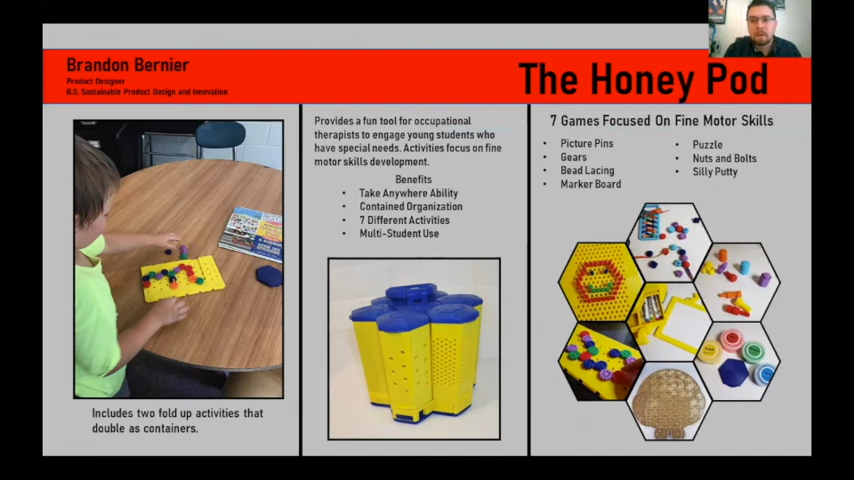 Brandon Bernier
Product Designer
B.S. Sustainable Product Design and Innovation
The Honey Pod
Provides a fun tool for occupational
therapists to engage young students who
have special needs. Activities focus on fine
motor skills development.
Benefits
• Take Anywhere Ability
• Contained Organization
• 7 Different Activities
• Multi-Student Use
7 Games Focused On Fine Motor Skills
• Picture Pins
• Gears
• Bead Lacing
• Marker Board
• Puzzle
• Nuts and Bolts
• Silly Putty
Includes two fold up activities that
double as containers.